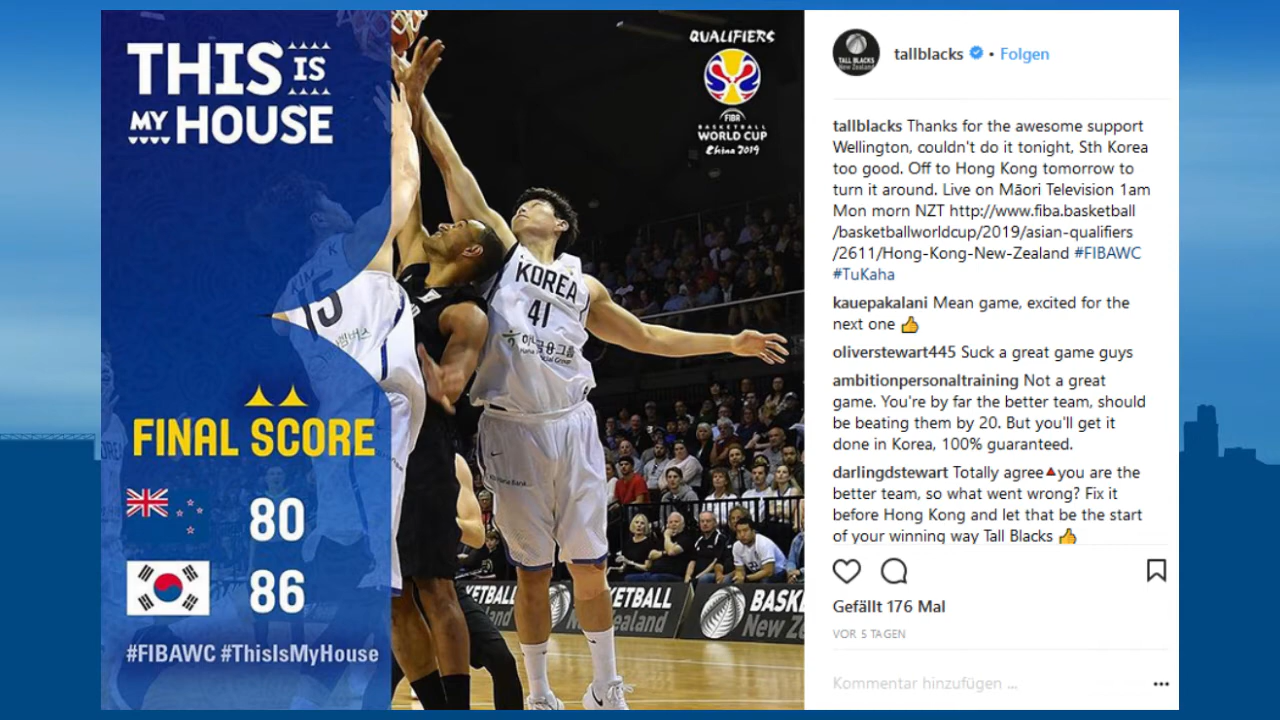 THIS IS
MY HOUSE
QUALIFIERS
FIBA
BASKETBALL
WORLD CUP
China 2019
KOREA
41
15
FINAL SCORE
80
86
#FIBAWC #ThisIsMyHouse
BASK
New Z
TALL BLACKS
New Zealand
tallblacks • Folgen
tallblacks Thanks for the awesome support
Wellington, couldn't do it tonight, Sth Korea
too good. Off to Hong Kong tomorrow to
turn it around. Live on Māori Television 1am
Mon morn NZT http://www.fiba.basketball
/basketballworldcup/2019/asian-qualifiers
/2611/Hong-Kong-New-Zealand #FIBAWC
#TuKaha
kauepakalani Mean game, excited for the
next one 👍
oliverstewart445 Suck a great game guys
ambitionpersonaltraining Not a great
game. You're by far the better team, should
be beating them by 20. But you'll get it
done in Korea, 100% guaranteed.
darlingdstewart Totally agree🔺you are the
better team, so what went wrong? Fix it
before Hong Kong and let that be the start
of your winning way Tall Blacks 👍
Gefällt 176 Mal
VOR 5 TAGEN
Kommentar hinzufügen ...